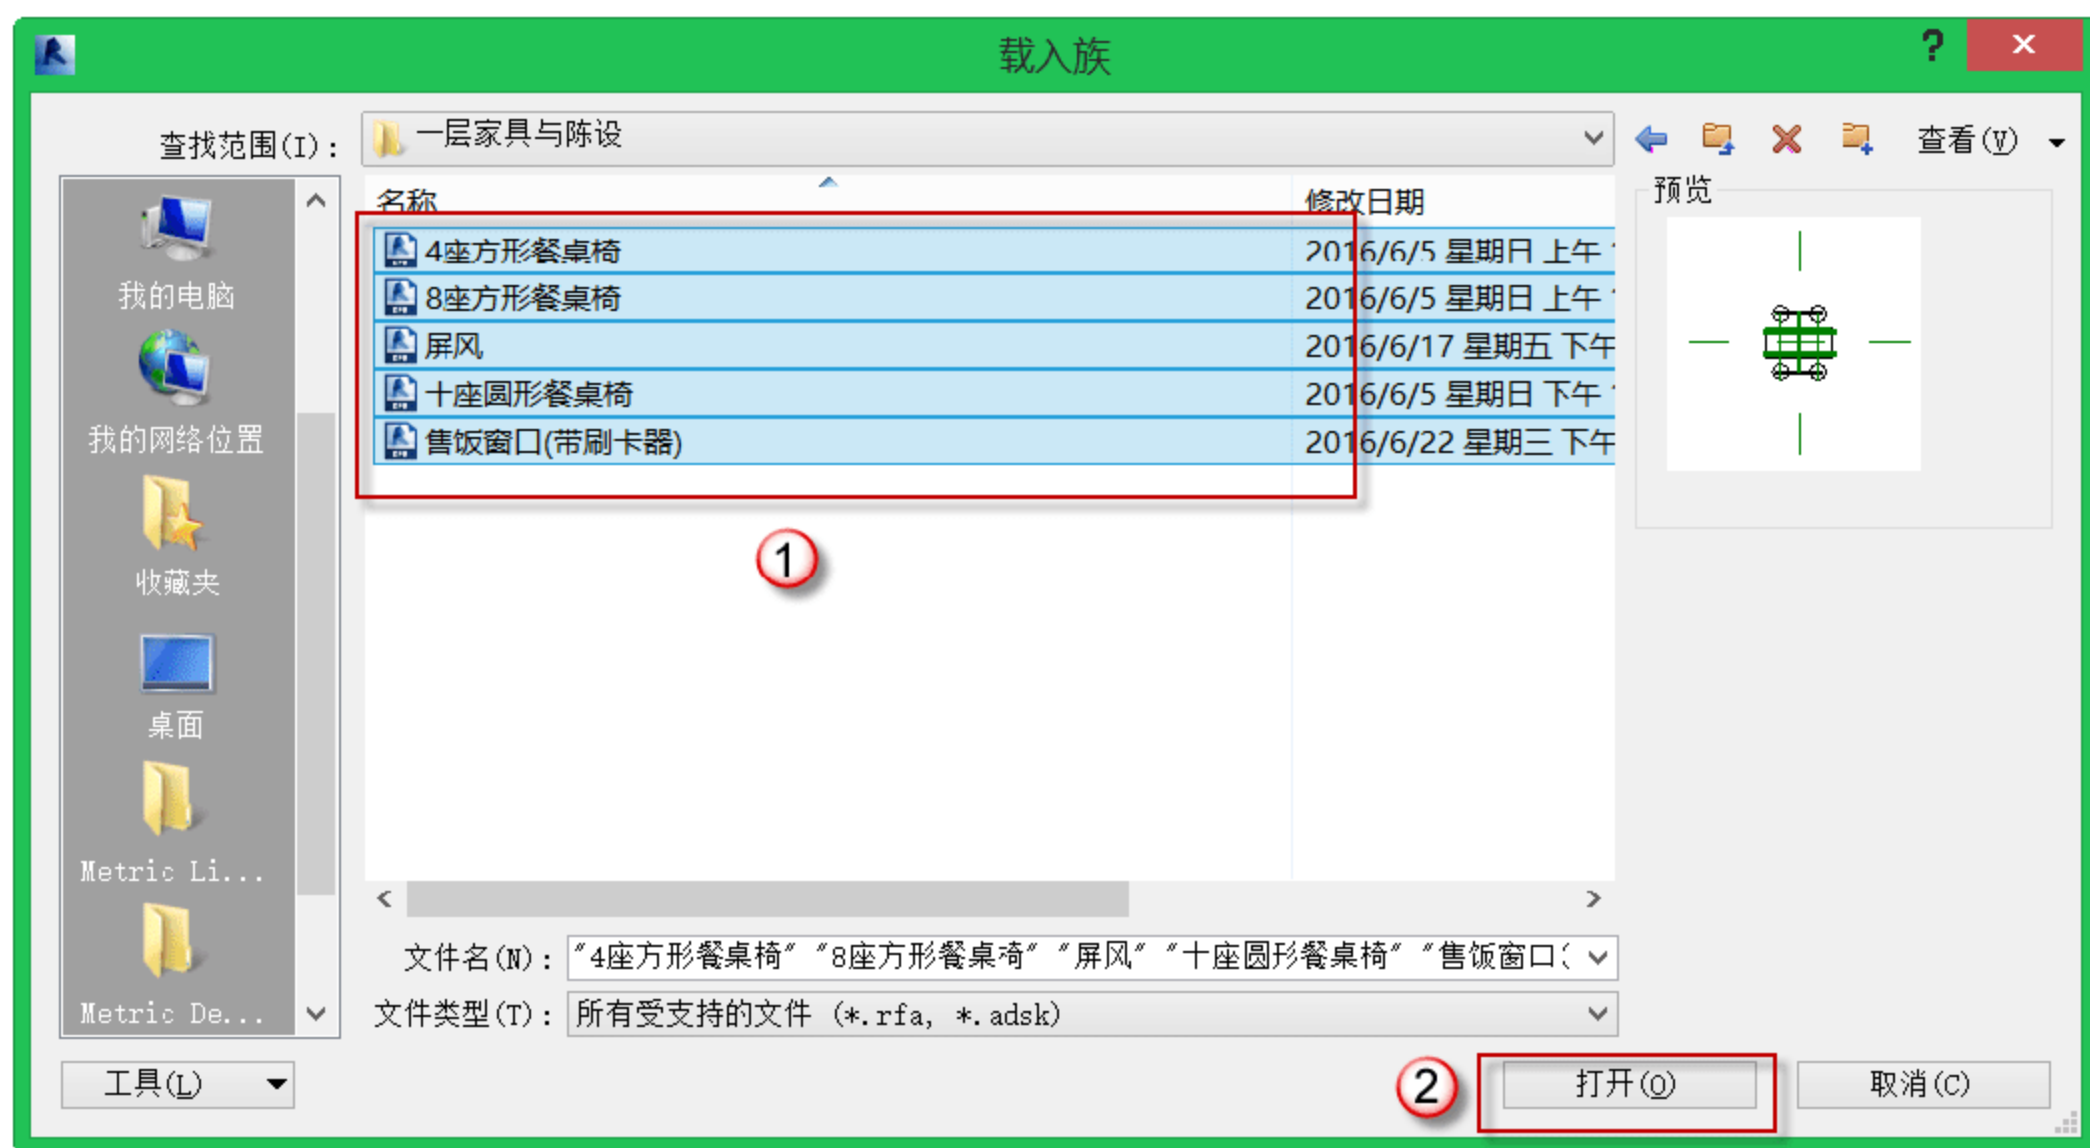 载入族
?
查找范围(I)：
一层家具与陈设
查看(V)
名称
修改日期
预览
4座方形餐桌椅 2016/6/5 星期日 上午
8座方形餐桌椅 2016/6/5 星期日 上午
屏风 2016/6/17 星期五 下午
十座圆形餐桌椅 2016/6/5 星期日 下午
售饭窗口(带刷卡器) 2016/6/22 星期三 下午
我的电脑
我的网络位置
收藏夹
桌面
Metric Li...
Metric De...
1
文件名(N)：
"4座方形餐桌椅" "8座方形餐桌椅" "屏风" "十座圆形餐桌椅" "售饭窗口(
文件类型(T)：
所有受支持的文件 (*.rfa, *.adsk)
工具(L)
2
打开(O)
取消(C)